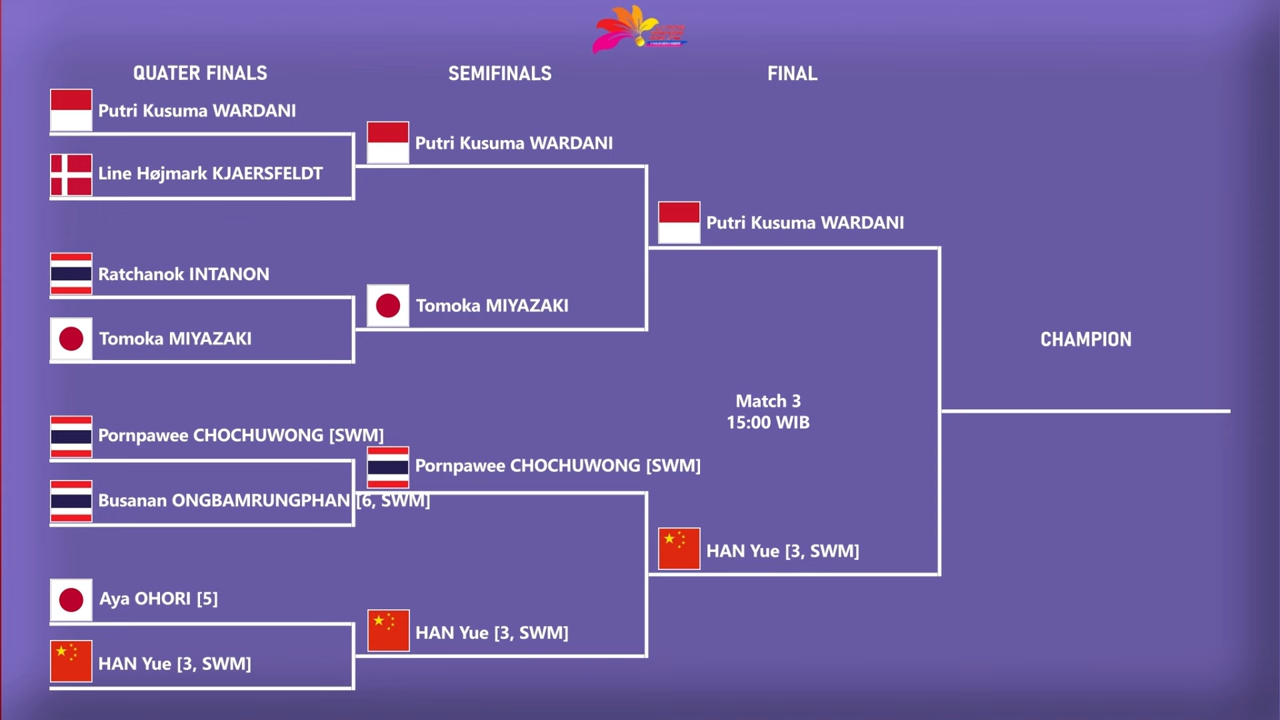 QUATER FINALS
SEMIFINALS
FINAL
Putri Kusuma WARDANI
Line Højmark KJAERSFELDT
Ratchanok INTANON
Tomoka MIYAZAKI
Pornpawee CHOCHUWONG [SWM]
Busanan ONGBAMRUNGPHAN [6, SWM]
Aya OHORI [5]
HAN Yue [3, SWM]
Putri Kusuma WARDANI
Tomoka MIYAZAKI
Pornpawee CHOCHUWONG [SWM]
HAN Yue [3, SWM]
Putri Kusuma WARDANI
Match 3
15:00 WIB
HAN Yue [3, SWM]
CHAMPION